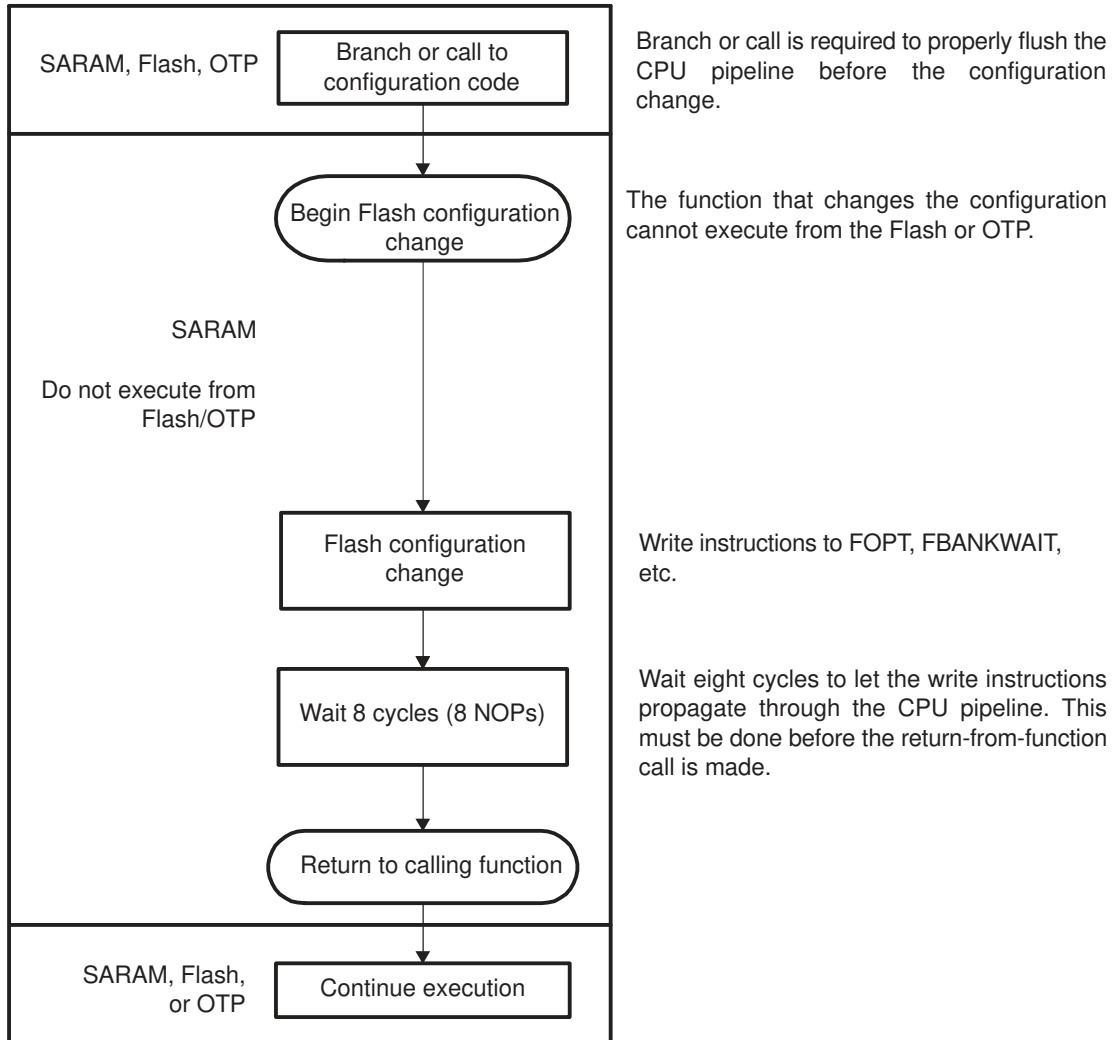 SARAM, Flash, OTP
Branch or call to
configuration code
Branch or call is required to properly flush the
CPU pipeline before the configuration
change.
Begin Flash configuration
change
The function that changes the configuration
cannot execute from the Flash or OTP.
SARAM
Do not execute from
Flash/OTP
Flash configuration
change
Write instructions to FOPT, FBANKWAIT,
etc.
Wait 8 cycles (8 NOPs)
Wait eight cycles to let the write instructions
propagate through the CPU pipeline. This
must be done before the return-from-function
call is made.
Return to calling function
SARAM, Flash,
or OTP
Continue execution